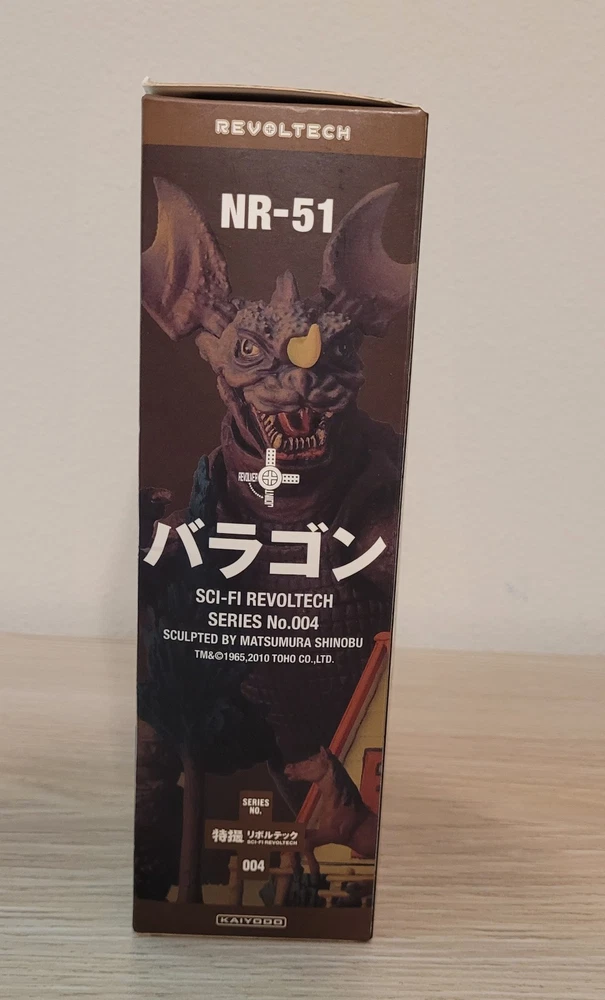 REVOLTECH
NR-51
REVOLVER
JOINT
バラゴン
SCI-FI REVOLTECH
SERIES No.004
SCULPTED BY MATSUMURA SHINOBU
TM&©1965,2010 TOHO CO.,LTD.
SERIES
NO.
特撮 リボルテック
SCI-FI REVOLTECH
004
KAIYODO